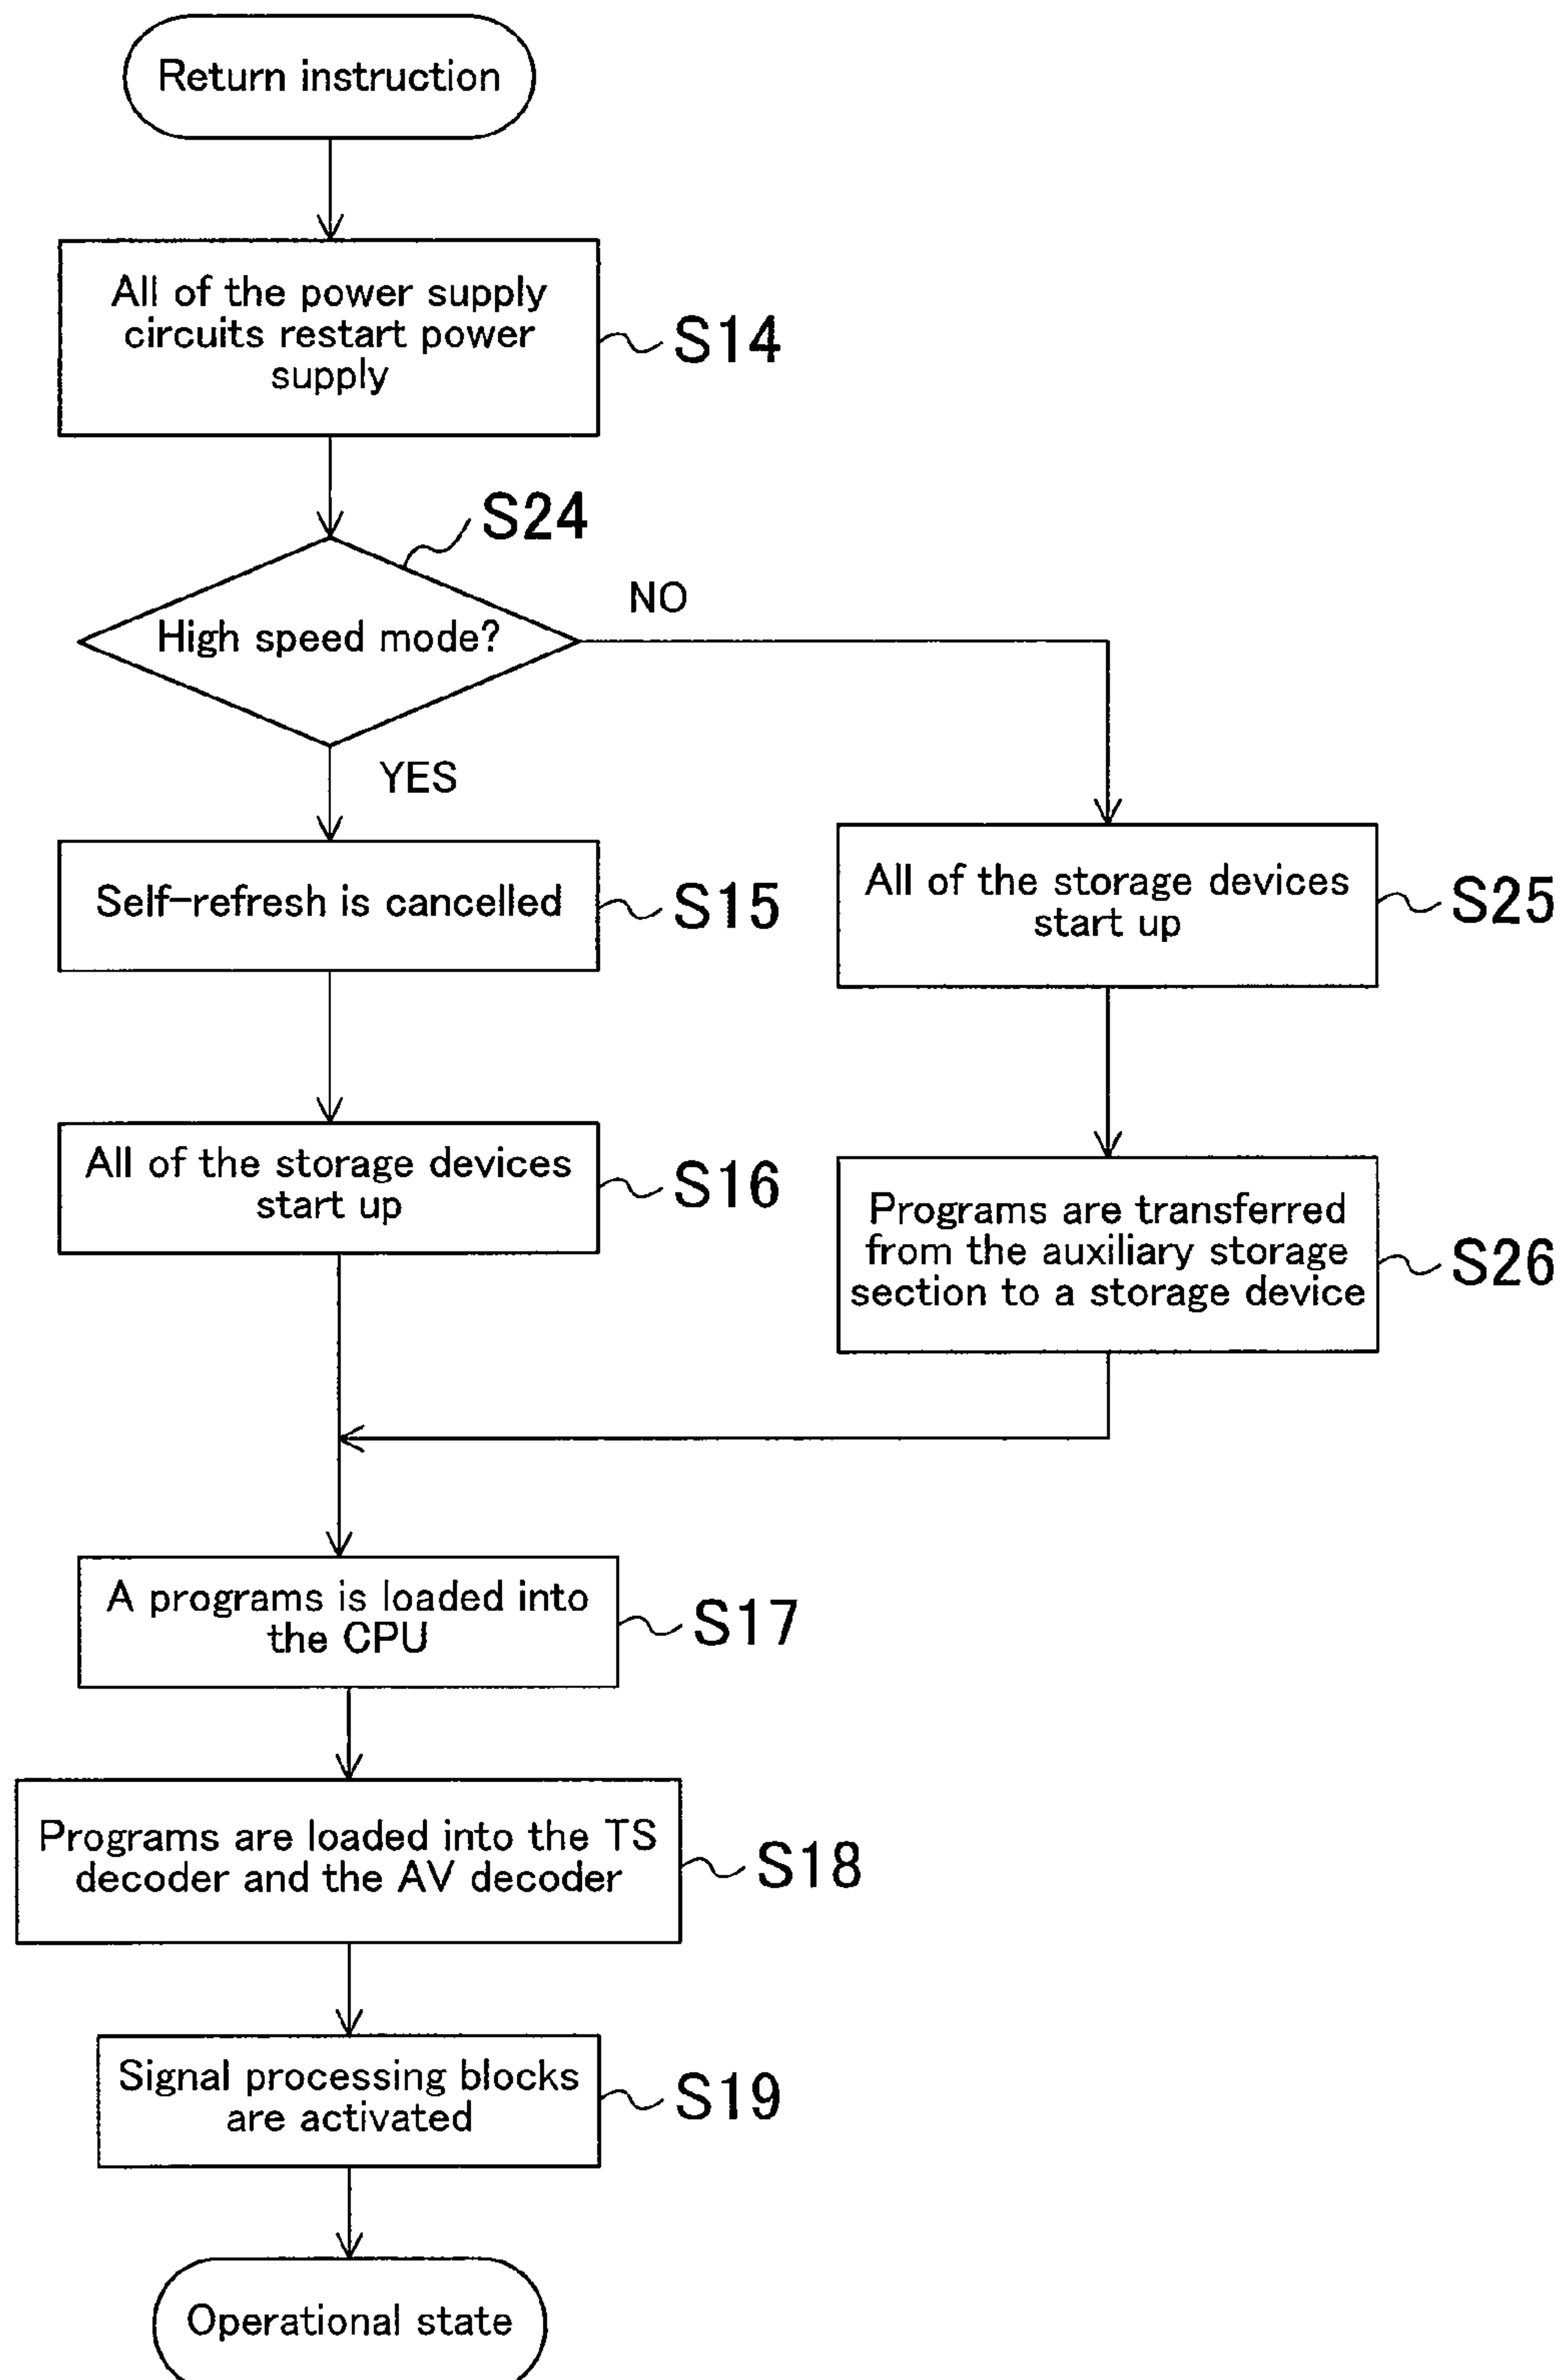 Return instruction
All of the power supply
circuits restart power
supply
S14
S24
High speed mode?
NO
YES
Self-refresh is cancelled
S15
All of the storage devices
start up
S25
All of the storage devices
start up
S16
Programs are transferred
from the auxiliary storage
section to a storage device
S26
A programs is loaded into
the CPU
S17
Programs are loaded into the TS
decoder and the AV decoder
S18
Signal processing blocks
are activated
S19
Operational state